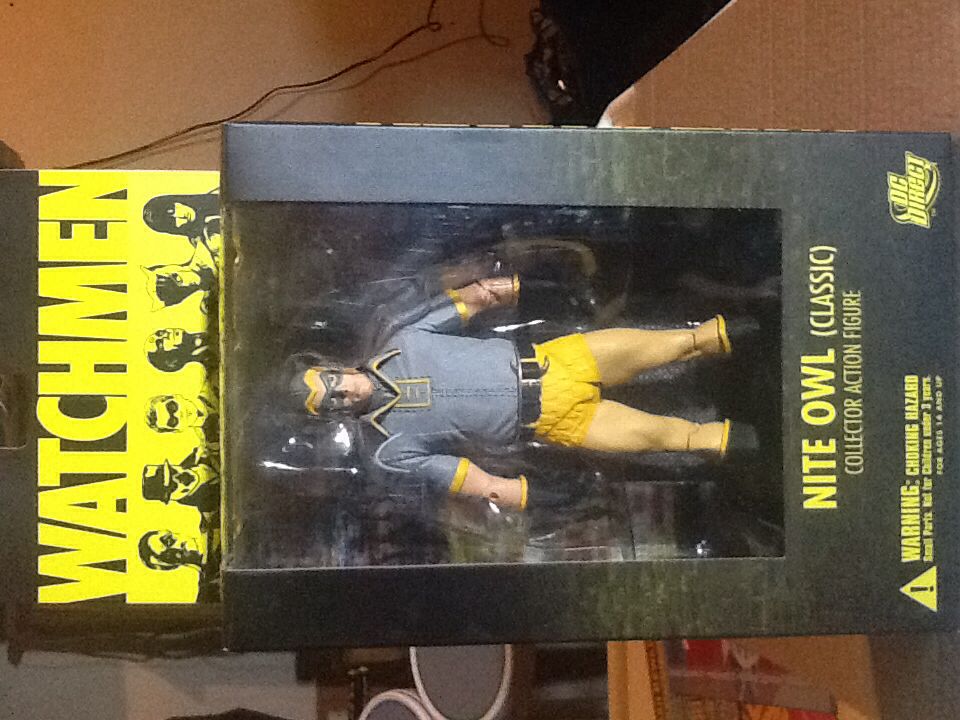 WATCHMEN
NITE OWL (CLASSIC)
COLLECTOR ACTION FIGURE
WARNING: CHOKING HAZARD
Small Parts. Not for Children under 3 years.
FOR AGES 14 AND UP
DC
DIRECT